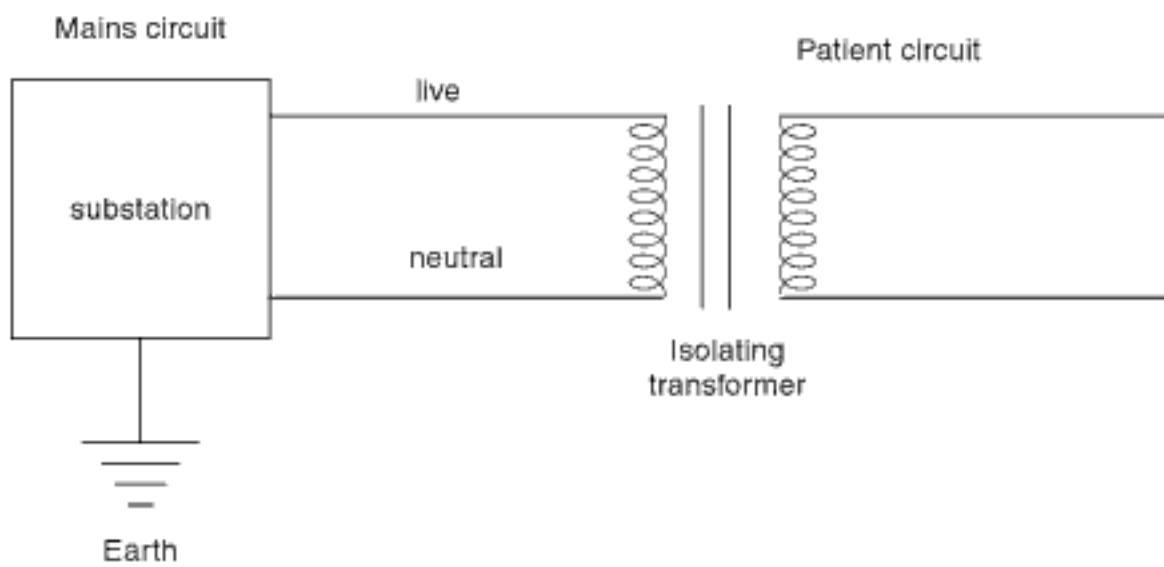 Mains circuit
Patient circuit
live
substation
neutral
Isolating
transformer
Earth